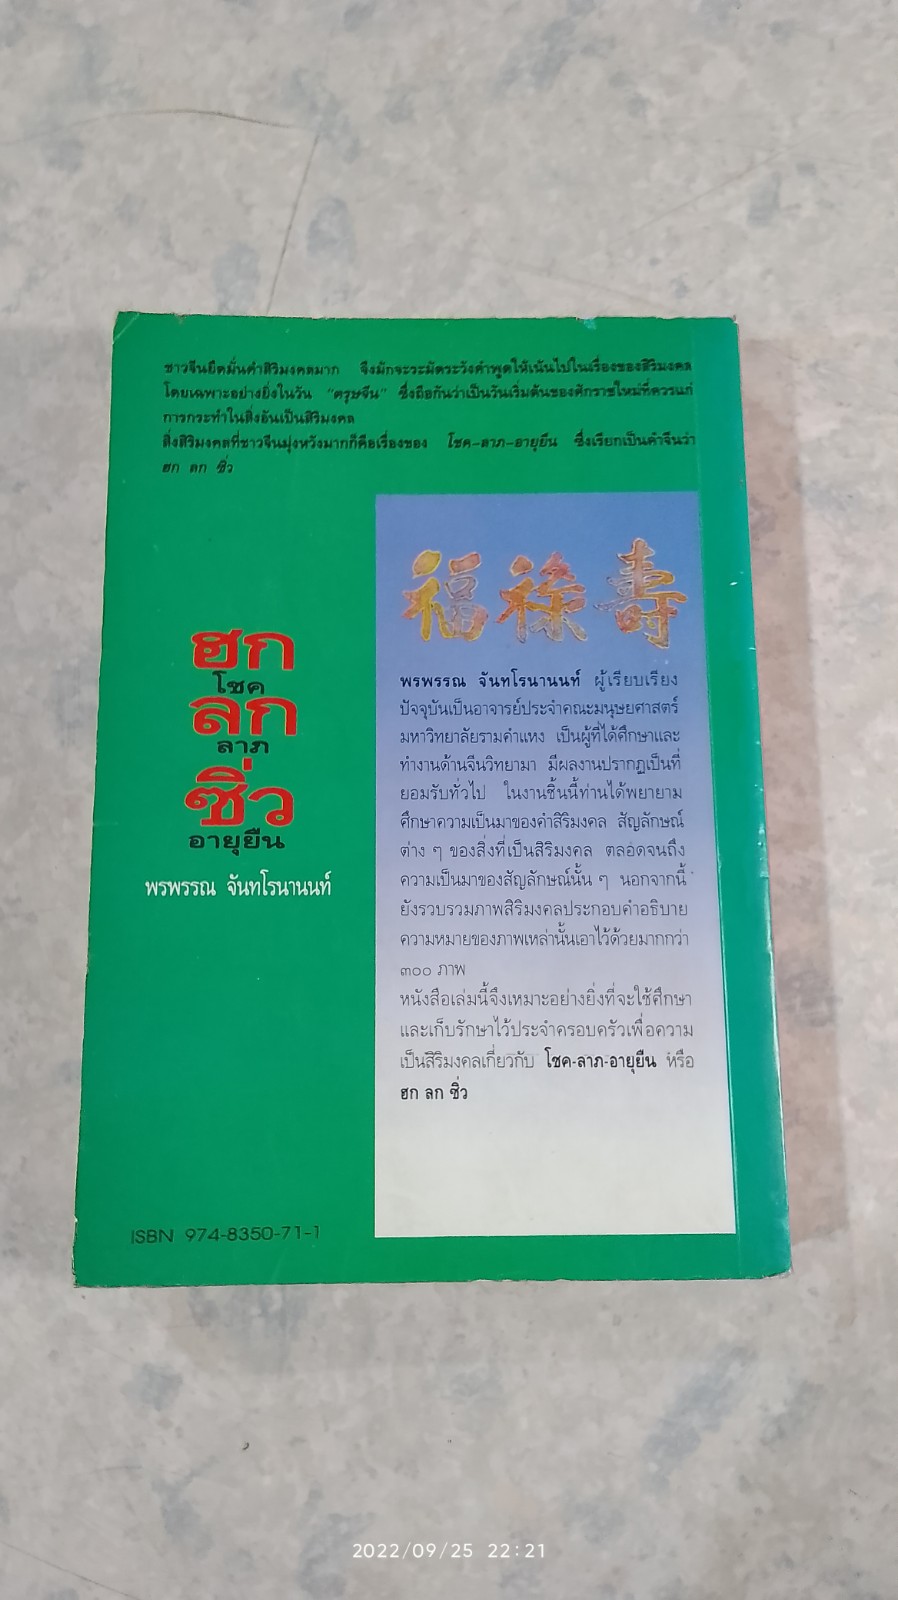 ชาวจีนยึดมั่นคำสิริมงคลมาก จึงมักจะระมัดระวังคำพูดให้เน้นไปในเรื่องของสิริมงคล
โดยเฉพาะอย่างยิ่งในวัน "ตรุษจีน" ซึ่งถือกันว่าเป็นวันเริ่มต้นของศักราชใหม่ที่ควรแก่
การกระทำในสิ่งอันเป็นสิริมงคล
สิ่งสิริมงคลที่ชาวจีนมุ่งหวังมากก็คือเรื่องของ โชค-ลาภ-อายุยืน ซึ่งเรียกเป็นคำจีนว่า
ฮก ลก ซิ่ว
福祿壽
ฮก
โชค
ลก
ลาภ
ซิ่ว
อายุยืน
พรพรรณ จันทโรนานนท์
พรพรรณ จันทโรนานนท์ ผู้เรียบเรียง
ปัจจุบันเป็นอาจารย์ประจำคณะมนุษยศาสตร์
มหาวิทยาลัยรามคำแหง เป็นผู้ที่ได้ศึกษาและ
ทำงานด้านจีนวิทยามา มีผลงานปรากฏเป็นที่
ยอมรับทั่วไป ในงานชิ้นนี้ท่านได้พยายาม
ศึกษาความเป็นมาของคำสิริมงคล สัญลักษณ์
ต่าง ๆ ของสิ่งที่เป็นสิริมงคล ตลอดจนถึง
ความเป็นมาของสัญลักษณ์นั้น ๆ นอกจากนี้
ยังรวบรวมภาพสิริมงคลประกอบคำอธิบาย
ความหมายของภาพเหล่านั้นเอาไว้ด้วยมากกว่า
๓๐๐ ภาพ
หนังสือเล่มนี้จึงเหมาะอย่างยิ่งที่จะใช้ศึกษา
และเก็บรักษาไว้ประจำครอบครัวเพื่อความ
เป็นสิริมงคลเกี่ยวกับ โชค-ลาภ-อายุยืน หรือ
ฮก ลก ซิ่ว
ISBN 974-8350-71-1
2022/09/25 22:21